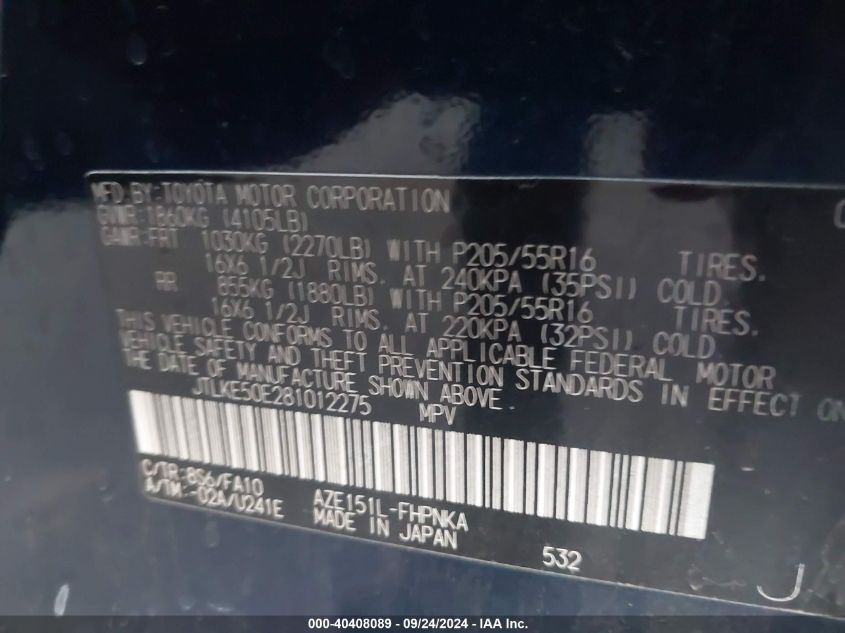 MFD.BY:TOYOTA MOTOR CORPORATION
GVWR:1860KG (4105LB)
GAWR:FRT 1030KG (2270LB) WITH P205/55R16 TIRES.
16X6 1/2J RIMS. AT 240KPA (35PSI) COLD.
RR 855KG (1880LB) WITH P205/55R16 TIRES.
16X6 1/2J RIMS. AT 220KPA (32PSI) COLD.
THIS VEHICLE CONFORMS TO ALL APPLICABLE FEDERAL MOTOR
VEHICLE SAFETY AND THEFT PREVENTION STANDARDS IN EFFECT ON
THE DATE OF MANUFACTURE SHOWN ABOVE.
JTLKE50E281012275 MPV
C/TR:8S6/FA10 AZE151L-FHPNKA
A/TM:-02A/U241E MADE IN JAPAN
532
J
000-40408089 - 09/24/2024 - IAA Inc.